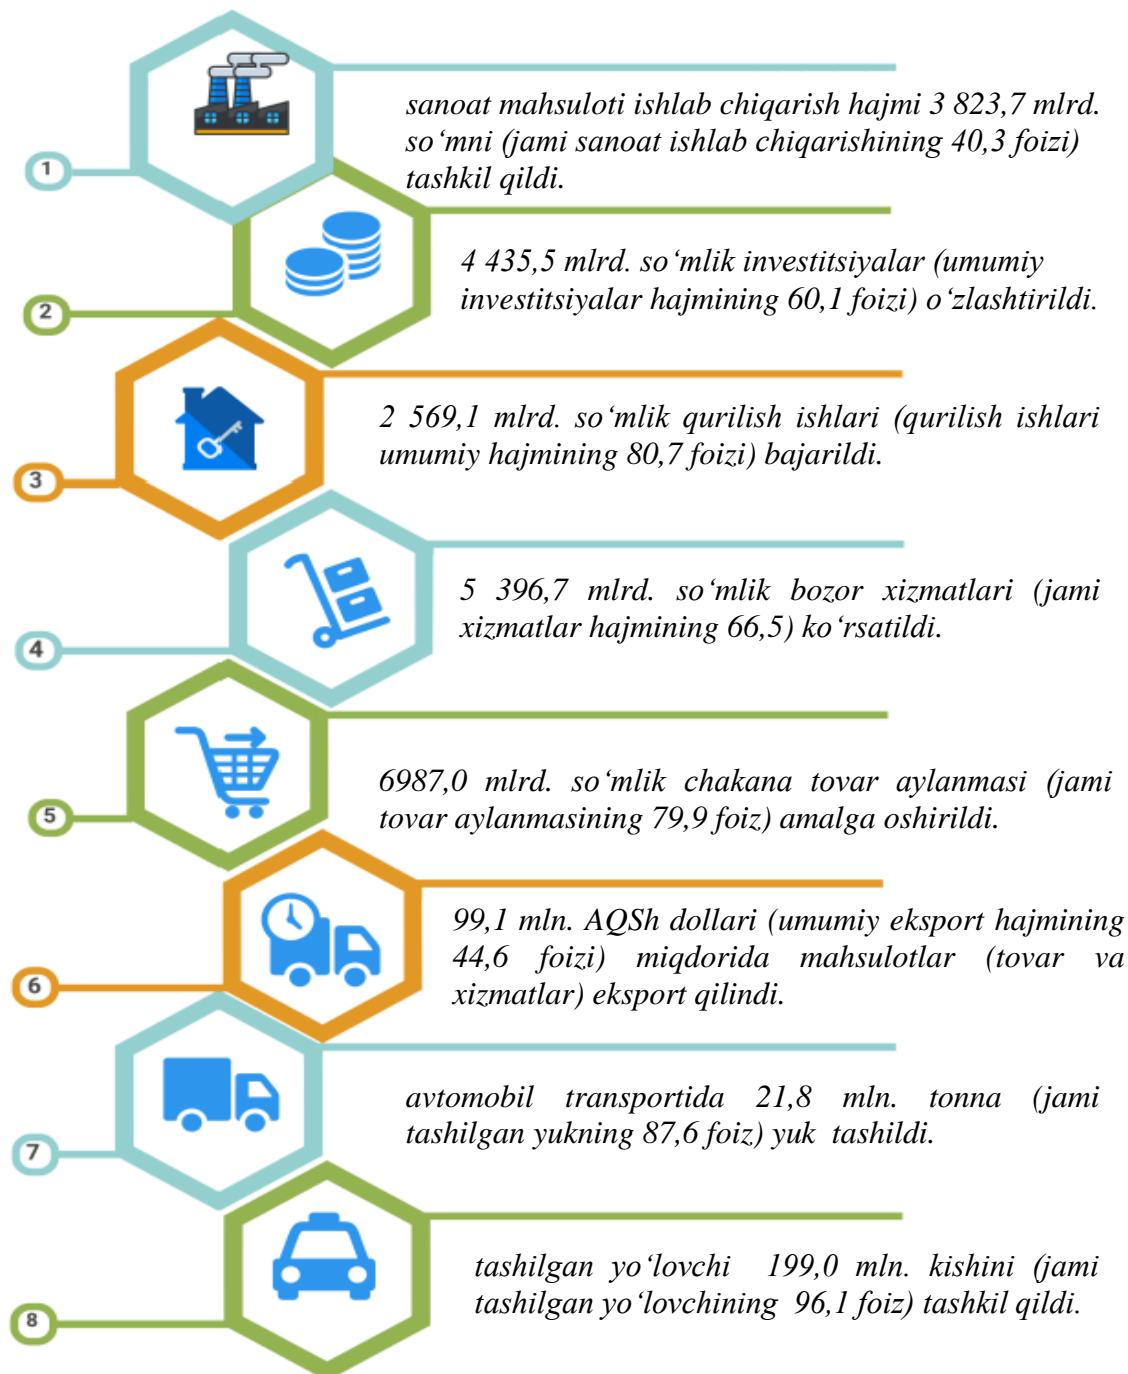 1
sanoat mahsuloti ishlab chiqarish hajmi 3 823,7 mlrd.
so‘mni (jami sanoat ishlab chiqarishining 40,3 foizi)
tashkil qildi.
2
4 435,5 mlrd. so‘mlik investitsiyalar (umumiy
investitsiyalar hajmining 60,1 foizi) o‘zlashtirildi.
3
2 569,1 mlrd. so‘mlik qurilish ishlari (qurilish ishlari
umumiy hajmining 80,7 foizi) bajarildi.
4
5 396,7 mlrd. so‘mlik bozor xizmatlari (jami
xizmatlar hajmining 66,5) ko‘rsatildi.
5
6987,0 mlrd. so‘mlik chakana tovar aylanmasi (jami
tovar aylanmasining 79,9 foiz) amalga oshirildi.
6
99,1 mln. AQSh dollari (umumiy eksport hajmining
44,6 foizi) miqdorida mahsulotlar (tovar va
xizmatlar) eksport qilindi.
7
avtomobil transportida 21,8 mln. tonna (jami
tashilgan yukning 87,6 foiz) yuk tashildi.
8
tashilgan yo‘lovchi 199,0 mln. kishini (jami
tashilgan yo‘lovchining 96,1 foiz) tashkil qildi.